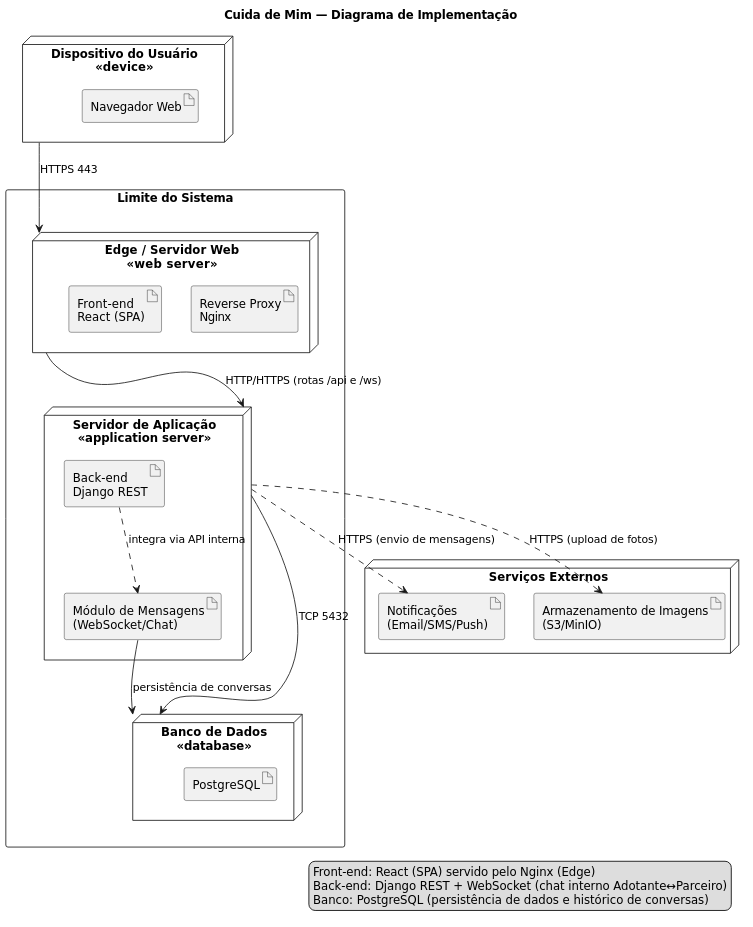 Cuida de Mim — Diagrama de Implementação
Dispositivo do Usuário
«device»
Navegador Web
HTTPS 443
Limite do Sistema
Edge / Servidor Web
«web server»
Front-end
React (SPA)
Reverse Proxy
Nginx
HTTP/HTTPS (rotas /api e /ws)
Servidor de Aplicação
«application server»
Back-end
Django REST
integra via API interna
HTTPS (envio de mensagens)
HTTPS (upload de fotos)
Serviços Externos
Módulo de Mensagens
(WebSocket/Chat)
Notificações
(Email/SMS/Push)
Armazenamento de Imagens
(S3/MinIO)
TCP 5432
persistência de conversas
Banco de Dados
«database»
PostgreSQL
Front-end: React (SPA) servido pelo Nginx (Edge)
Back-end: Django REST + WebSocket (chat interno Adotante↔Parceiro)
Banco: PostgreSQL (persistência de dados e histórico de conversas)